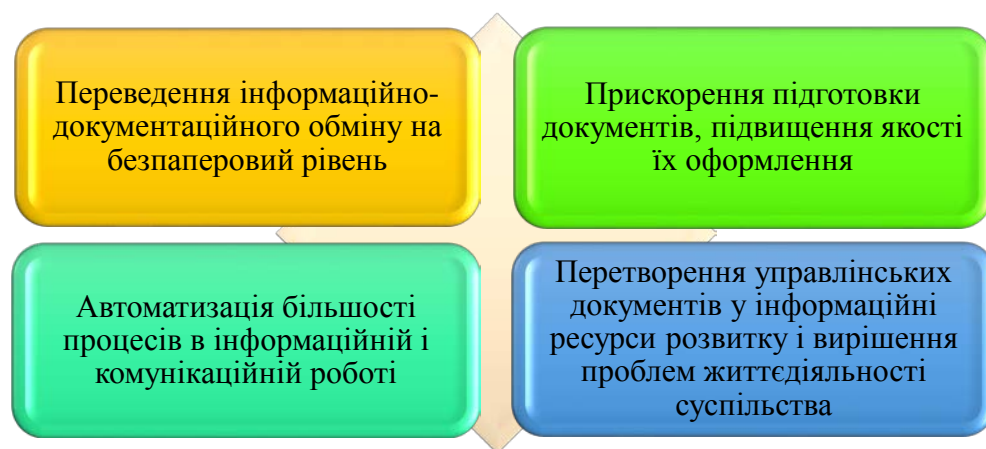 Переведення інформаційно-
документаційного обміну на
безпаперовий рівень
Прискорення підготовки
документів, підвищення якості
їх оформлення
Автоматизація більшості
процесів в інформаційній і
комунікаційній роботі
Перетворення управлінських
документів у інформаційні
ресурси розвитку і вирішення
проблем життєдіяльності
суспільства